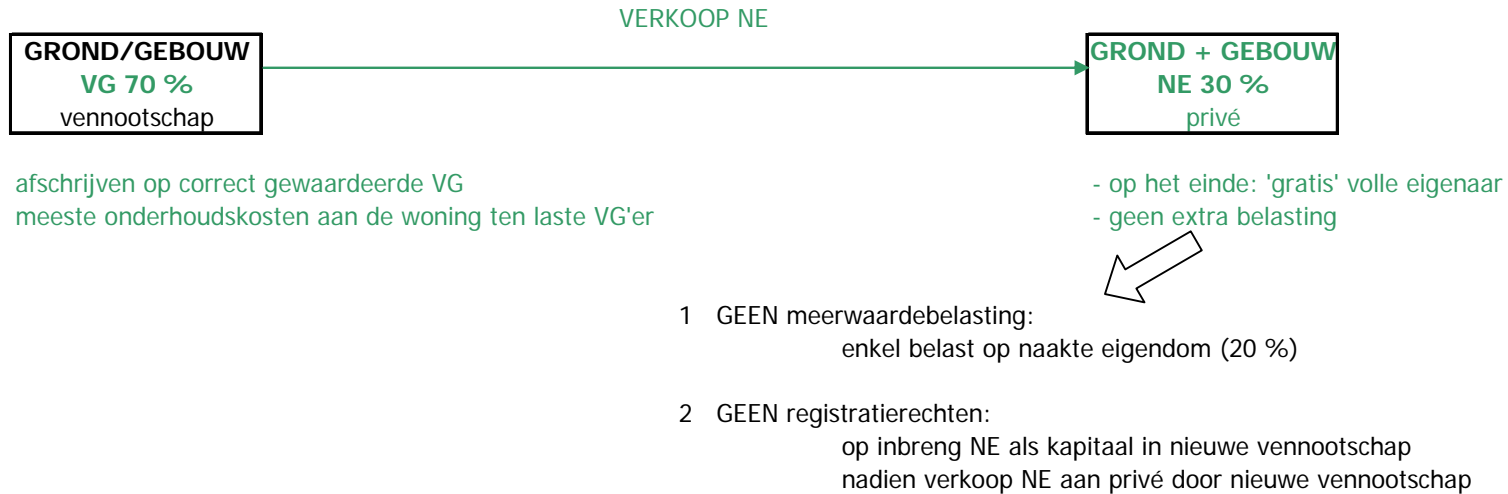 VERKOOP NE
GROND/GEBOUW
VG 70 %
vennootschap
GROND + GEBOUW
NE 30 %
privé
afschrijven op correct gewaardeerde VG
meeste onderhoudskosten aan de woning ten laste VG'er
- op het einde: 'gratis' volle eigenaar
- geen extra belasting
1 GEEN meerwaardebelasting:
enkel belast op naakte eigendom (20 %)
2 GEEN registratierechten:
op inbreng NE als kapitaal in nieuwe vennootschap
nadien verkoop NE aan privé door nieuwe vennootschap